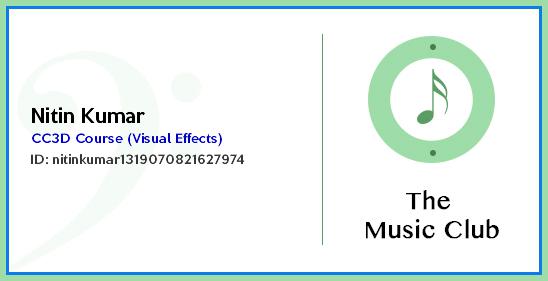 Nitin Kumar
CC3D Course (Visual Effects)
ID: nitinkumar1319070821627974
The
Music Club